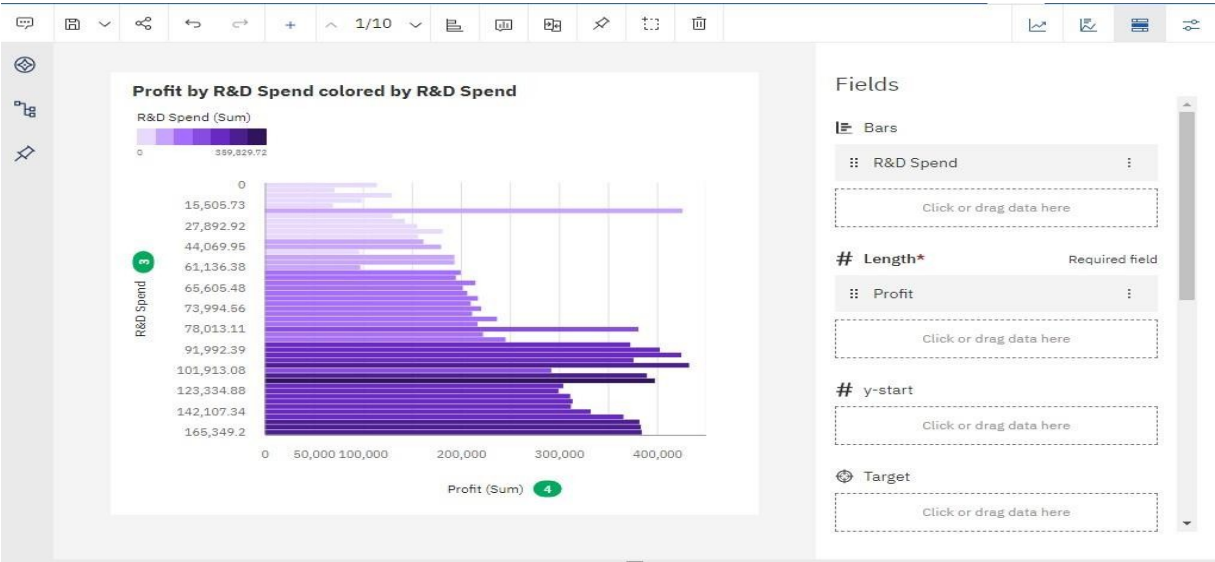 1/10
Profit by R&D Spend colored by R&D Spend
R&D Spend (Sum)
0 389,829.72
0
15,505.73
27,892.92
44,069.95
61,136.38
65,605.48
73,994.56
78,013.11
91,992.39
101,913.08
123,334.88
142,107.34
165,349.2
R&D Spend 3
0 50,000 100,000 200,000 300,000 400,000
Profit (Sum) 4
Fields
Bars
R&D Spend
Click or drag data here
# Length* Required field
Profit
Click or drag data here
# y-start
Click or drag data here
Target
Click or drag data here